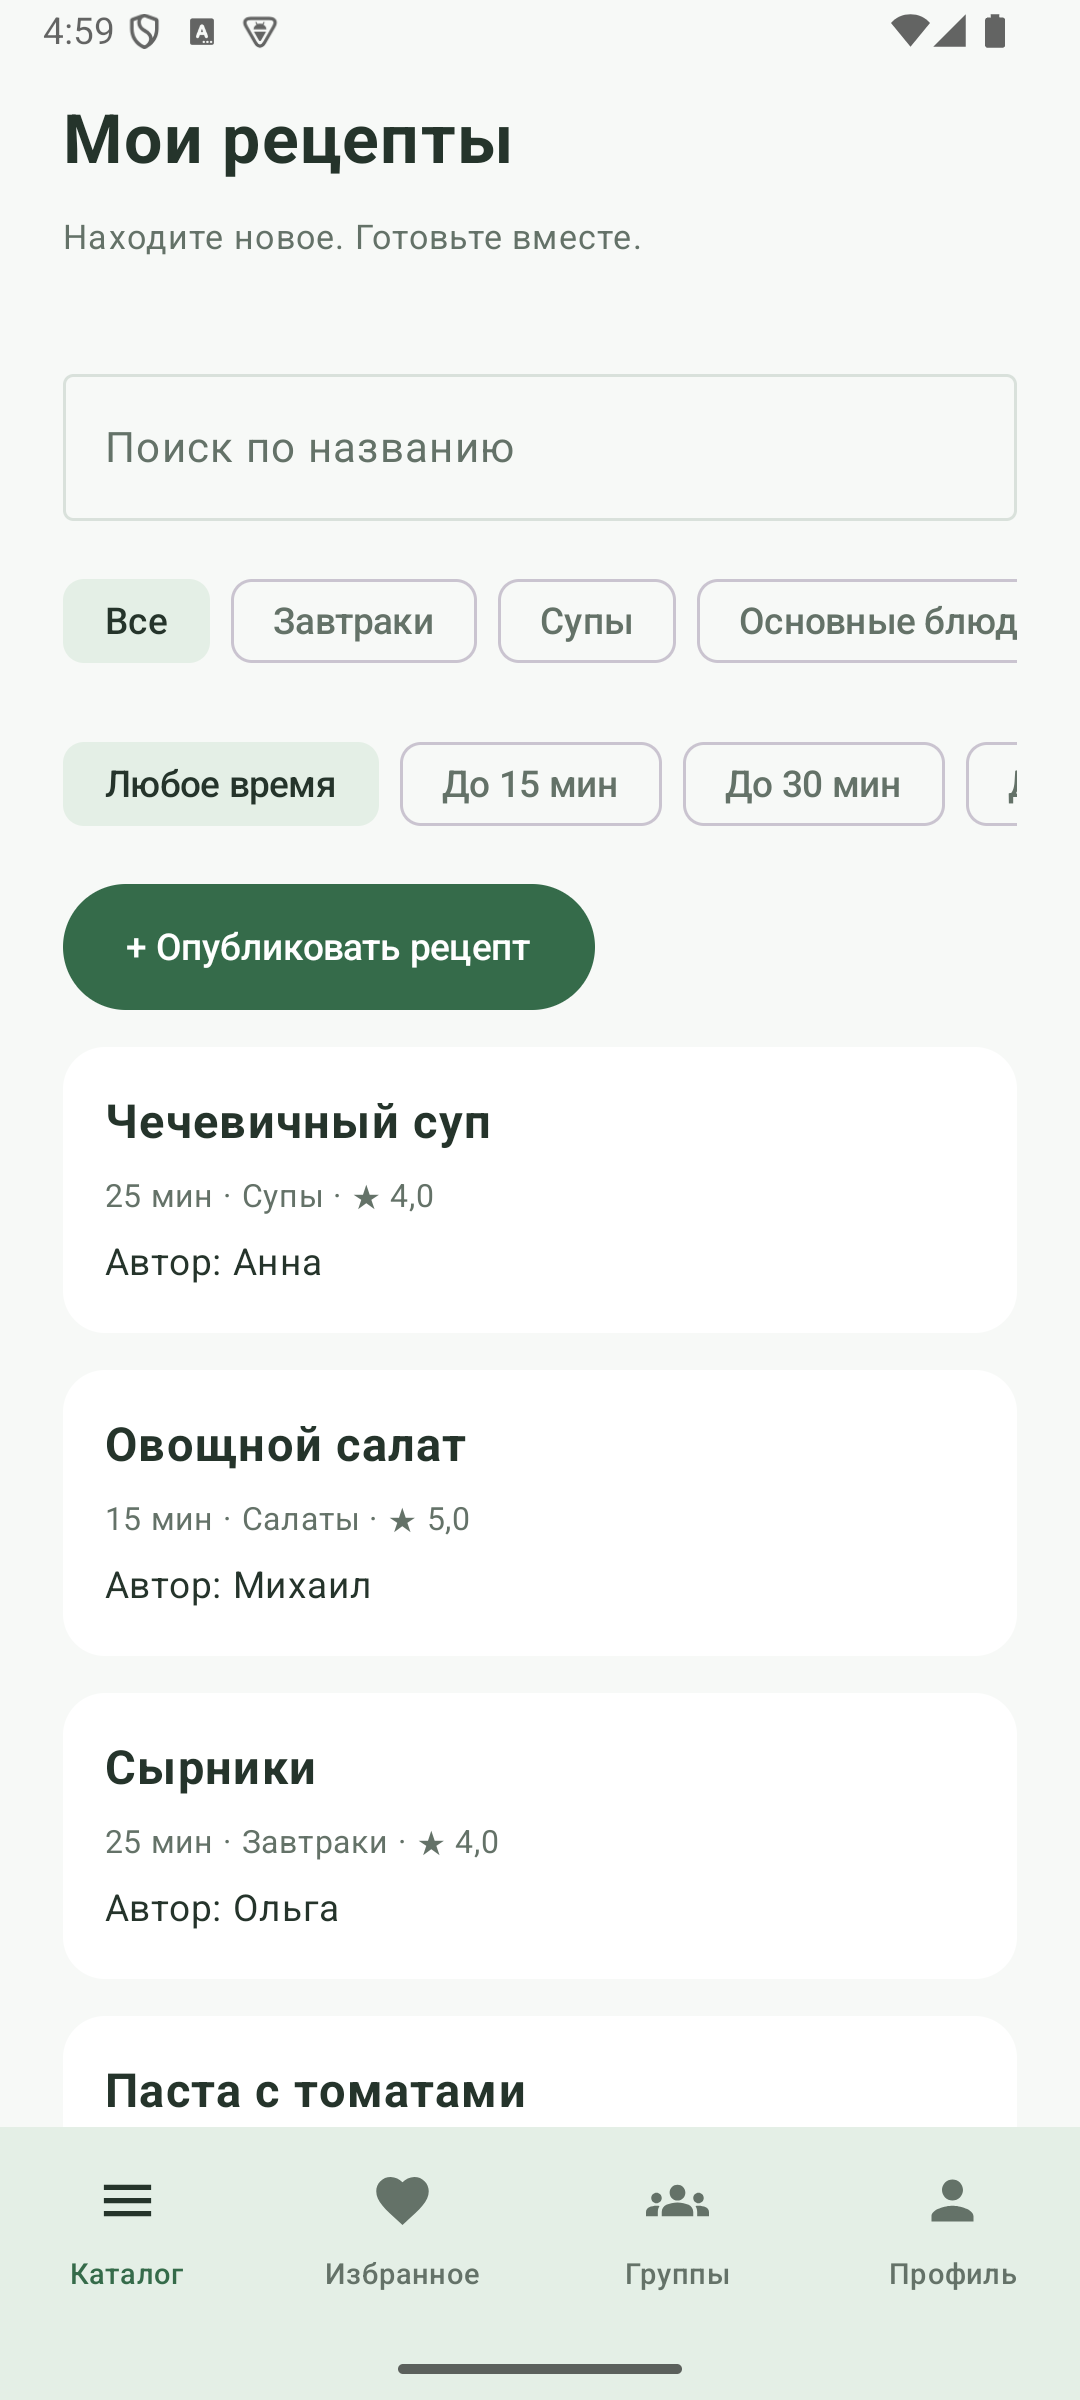 4:59
Мои рецепты
Находите новое. Готовьте вместе.
Поиск по названию
Все Завтраки Супы Основные блюд
Любое время До 15 мин До 30 мин
+ Опубликовать рецепт
Чечевичный суп
25 мин · Супы · ★ 4,0
Автор: Анна
Овощной салат
15 мин · Салаты · ★ 5,0
Автор: Михаил
Сырники
25 мин · Завтраки · ★ 4,0
Автор: Ольга
Паста с томатами
Каталог Избранное Группы Профиль